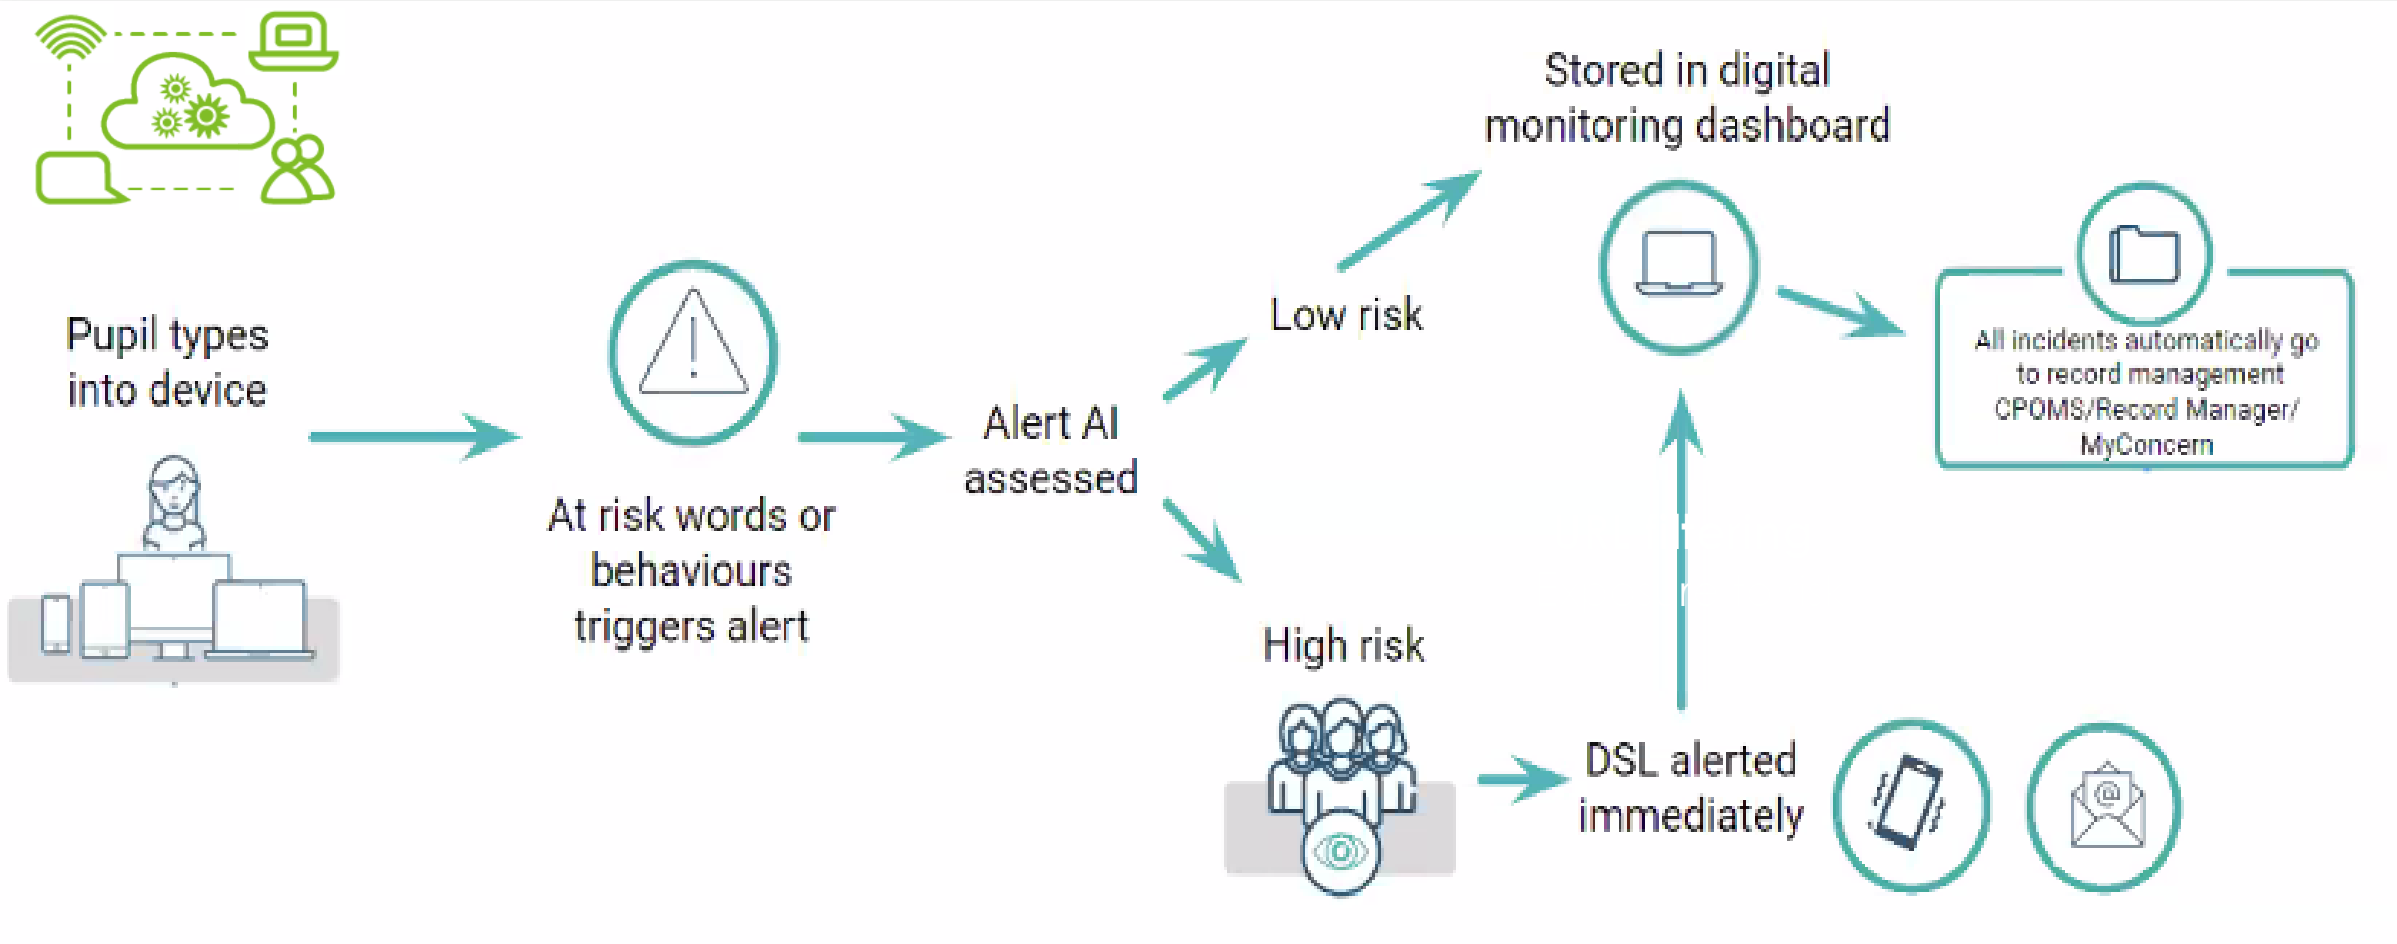 Pupil types
into device
At risk words or
behaviours
triggers alert
Alert AI
assessed
Low risk
Stored in digital
monitoring dashboard
All incidents automatically go
to record management
CPOMS/Record Manager/
MyConcern
High risk
DSL alerted
immediately
@